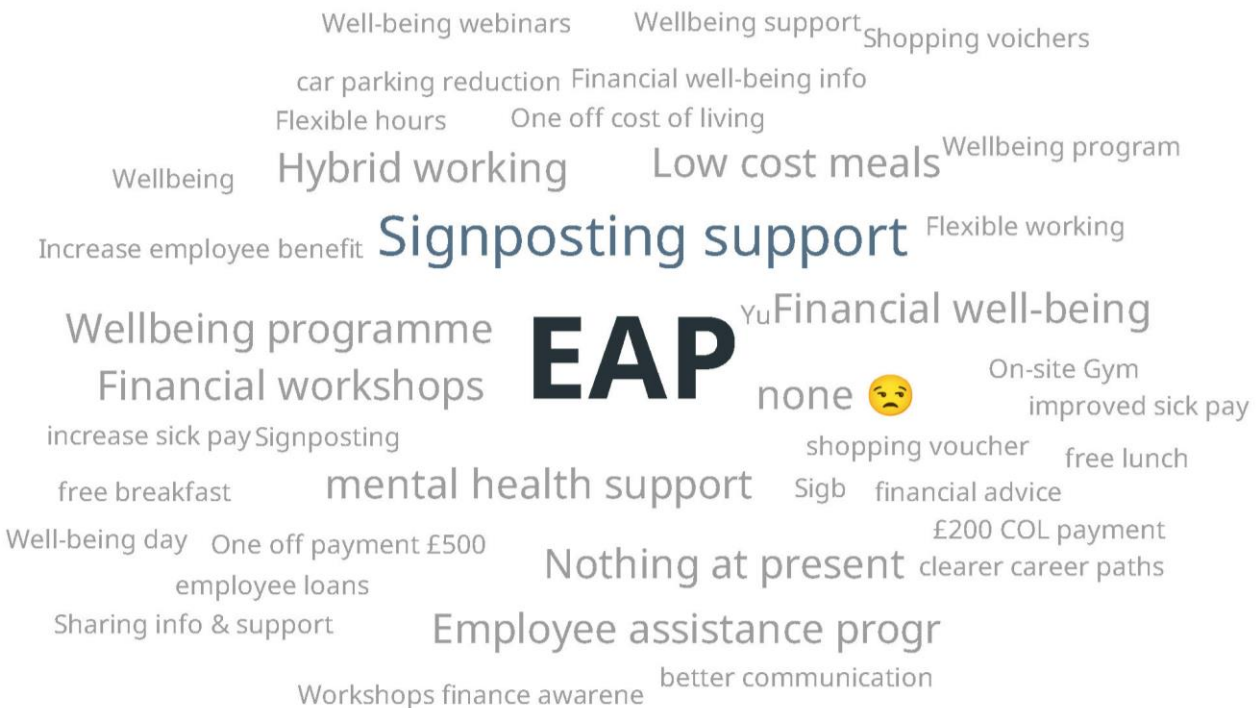 Well-being webinars
Wellbeing support
Shopping voichers
car parking reduction
Financial well-being info
Flexible hours
One off cost of living
Hybrid working
Low cost meals
Wellbeing program
Wellbeing
Signposting support
Flexible working
Increase employee benefit
Yu
Financial well-being
Wellbeing programme
EAP
Financial workshops
none 😒
On-site Gym
improved sick pay
increase sick pay
Signposting
shopping voucher
free lunch
free breakfast
mental health support
Sigb
financial advice
Well-being day
One off payment £500
£200 COL payment
Nothing at present
clearer career paths
employee loans
Sharing info & support
Employee assistance progr
better communication
Workshops finance awarene